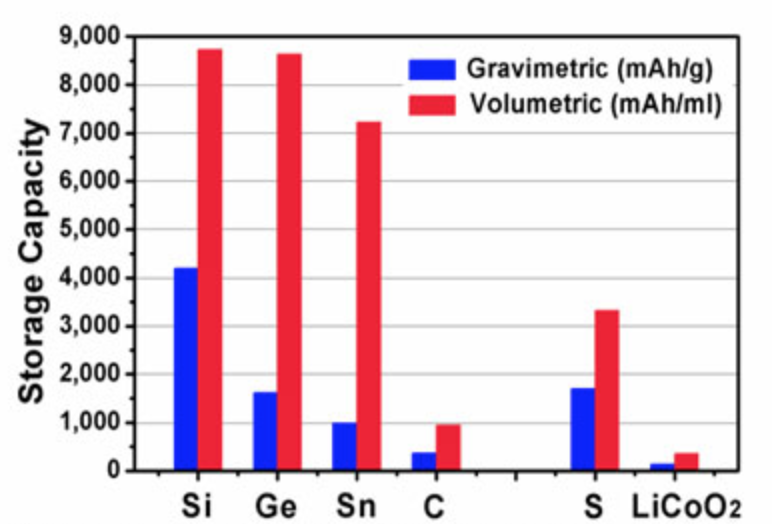 Storage Capacity
9,000
8,000
7,000
6,000
5,000
4,000
3,000
2,000
1,000
0
Gravimetric (mAh/g)
Volumetric (mAh/ml)
Si Ge Sn C S LiCoO₂